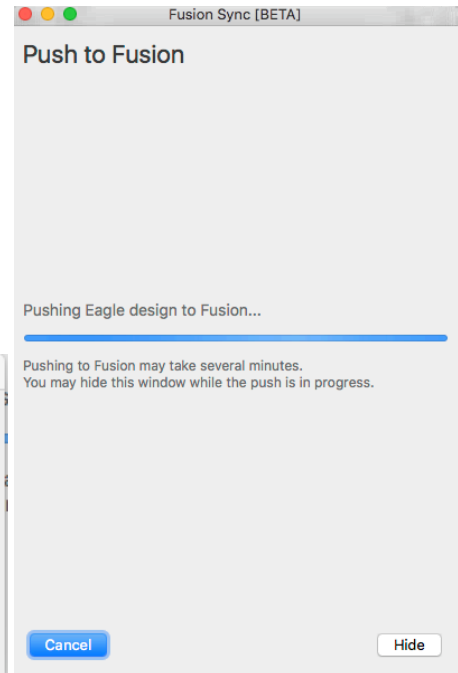 Fusion Sync [BETA]
Push to Fusion
Pushing Eagle design to Fusion...
Pushing to Fusion may take several minutes.
You may hide this window while the push is in progress.
Cancel
Hide